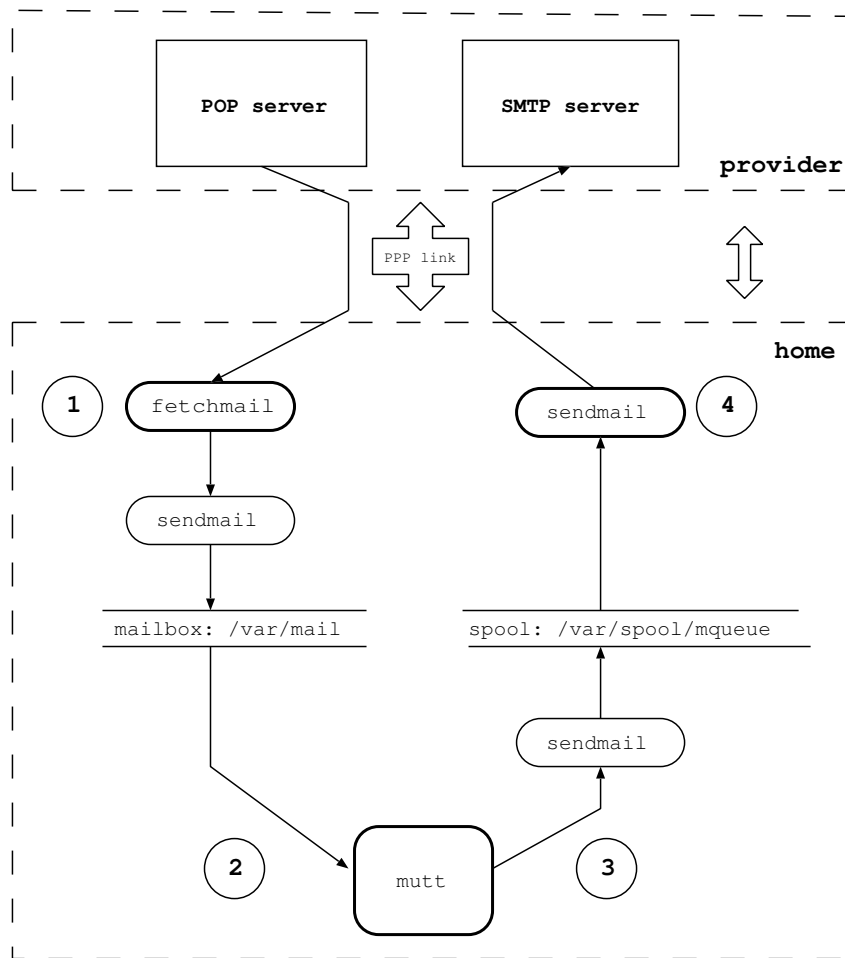 POP server
SMTP server
provider
PPP link
home
1
fetchmail
sendmail
4
sendmail
mailbox: /var/mail
spool: /var/spool/mqueue
sendmail
2
mutt
3